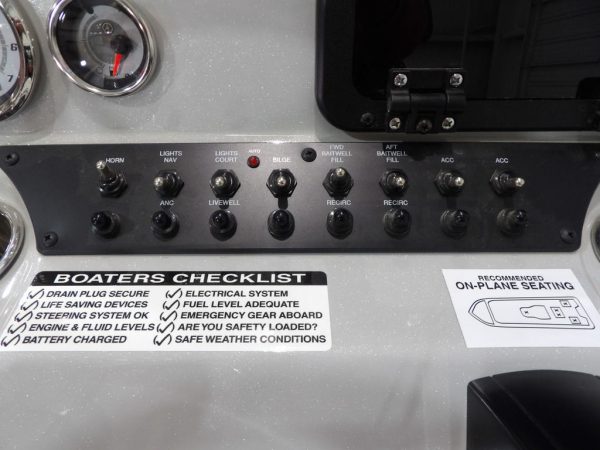 7
HORN
LIGHTS
NAV
LIGHTS
COURT
AUTO
BILGE
FWD
BAITWELL
FILL
AFT
BAITWELL
FILL
ACC
ACC
ANC
LIVEWELL
RECIRC
RECIRC
BOATERS CHECKLIST
DRAIN PLUG SECURE
LIFE SAVING DEVICES
STEERING SYSTEM OK
ENGINE & FLUID LEVELS
BATTERY CHARGED
ELECTRICAL SYSTEM
FUEL LEVEL ADEQUATE
EMERGENCY GEAR ABOARD
ARE YOU SAFETY LOADED?
SAFE WEATHER CONDITIONS
RECOMMENDED
ON-PLANE SEATING